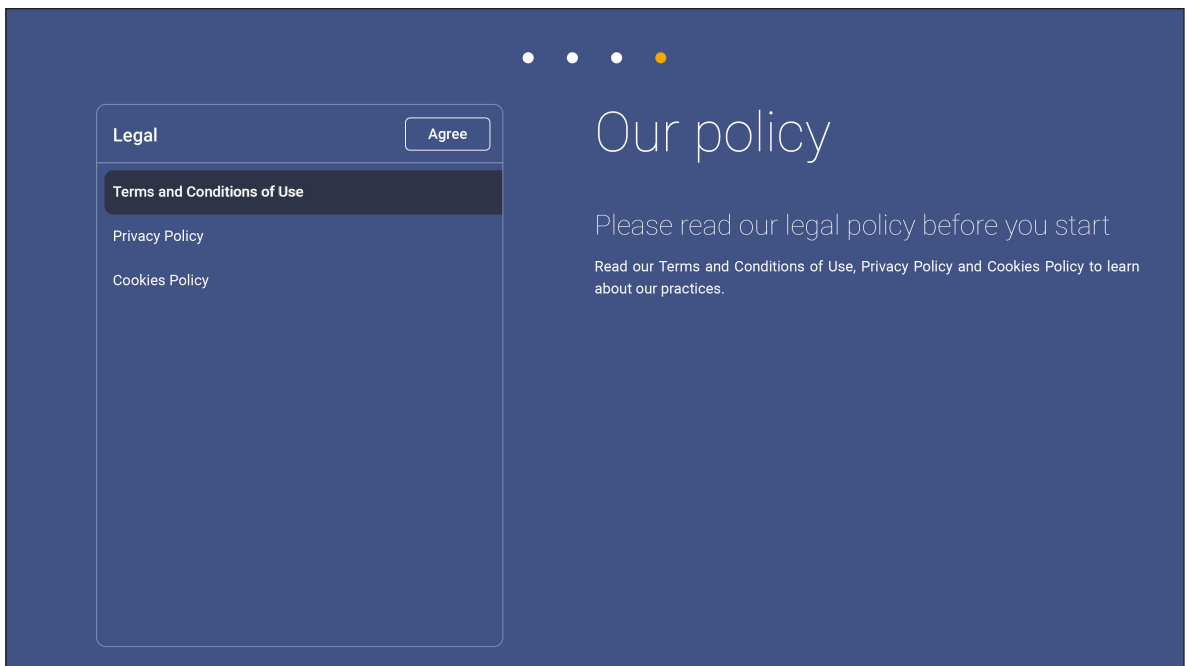 Legal
Agree
Terms and Conditions of Use
Privacy Policy
Cookies Policy
Our policy
Please read our legal policy before you start
Read our Terms and Conditions of Use, Privacy Policy and Cookies Policy to learn
about our practices.